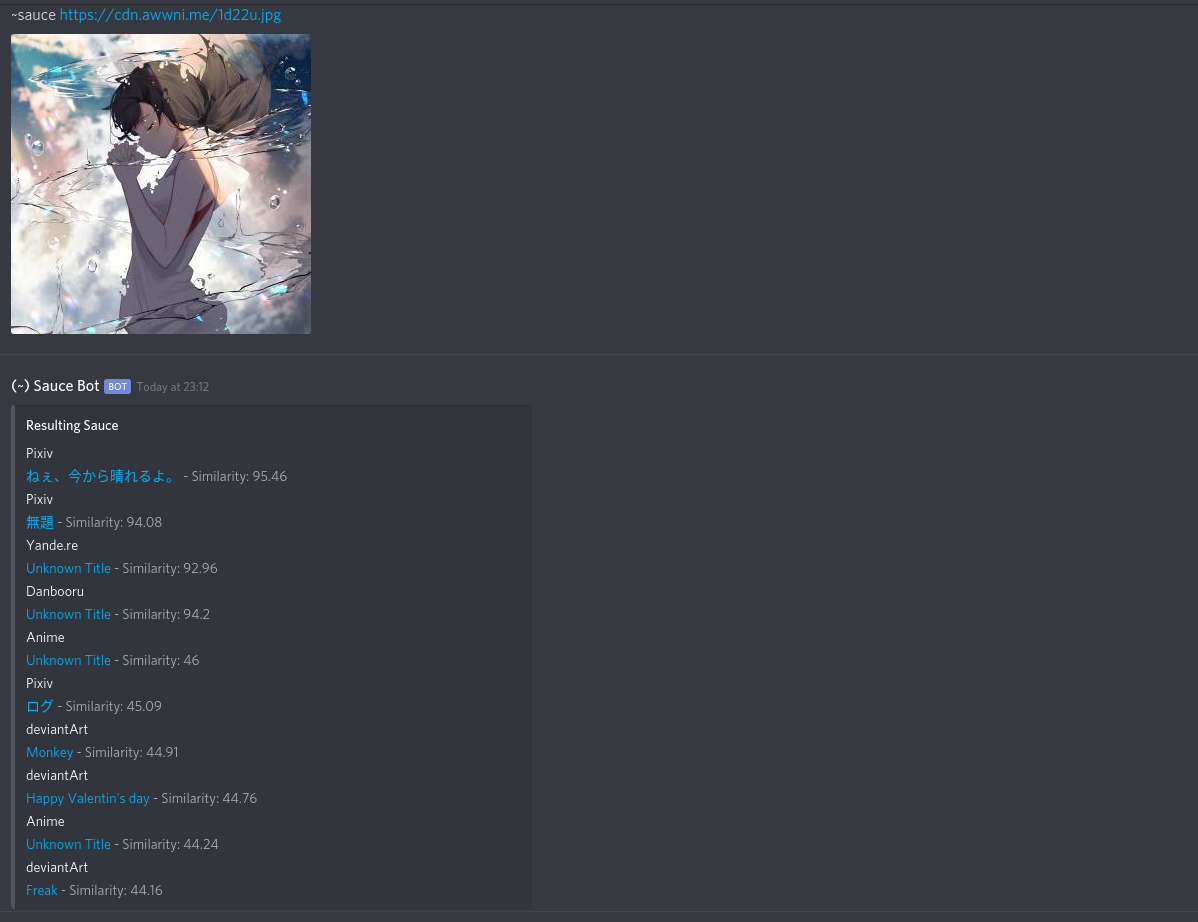 ~sauce https://cdn.awwni.me/1d22u.jpg
(~) Sauce Bot BOT Today at 23:12
Resulting Sauce
Pixiv
ねぇ、今から晴れるよ。 - Similarity: 95.46
Pixiv
無題 - Similarity: 94.08
Yande.re
Unknown Title - Similarity: 92.96
Danbooru
Unknown Title - Similarity: 94.2
Anime
Unknown Title - Similarity: 46
Pixiv
ログ - Similarity: 45.09
deviantArt
Monkey - Similarity: 44.91
deviantArt
Happy Valentin's day - Similarity: 44.76
Anime
Unknown Title - Similarity: 44.24
deviantArt
Freak - Similarity: 44.16